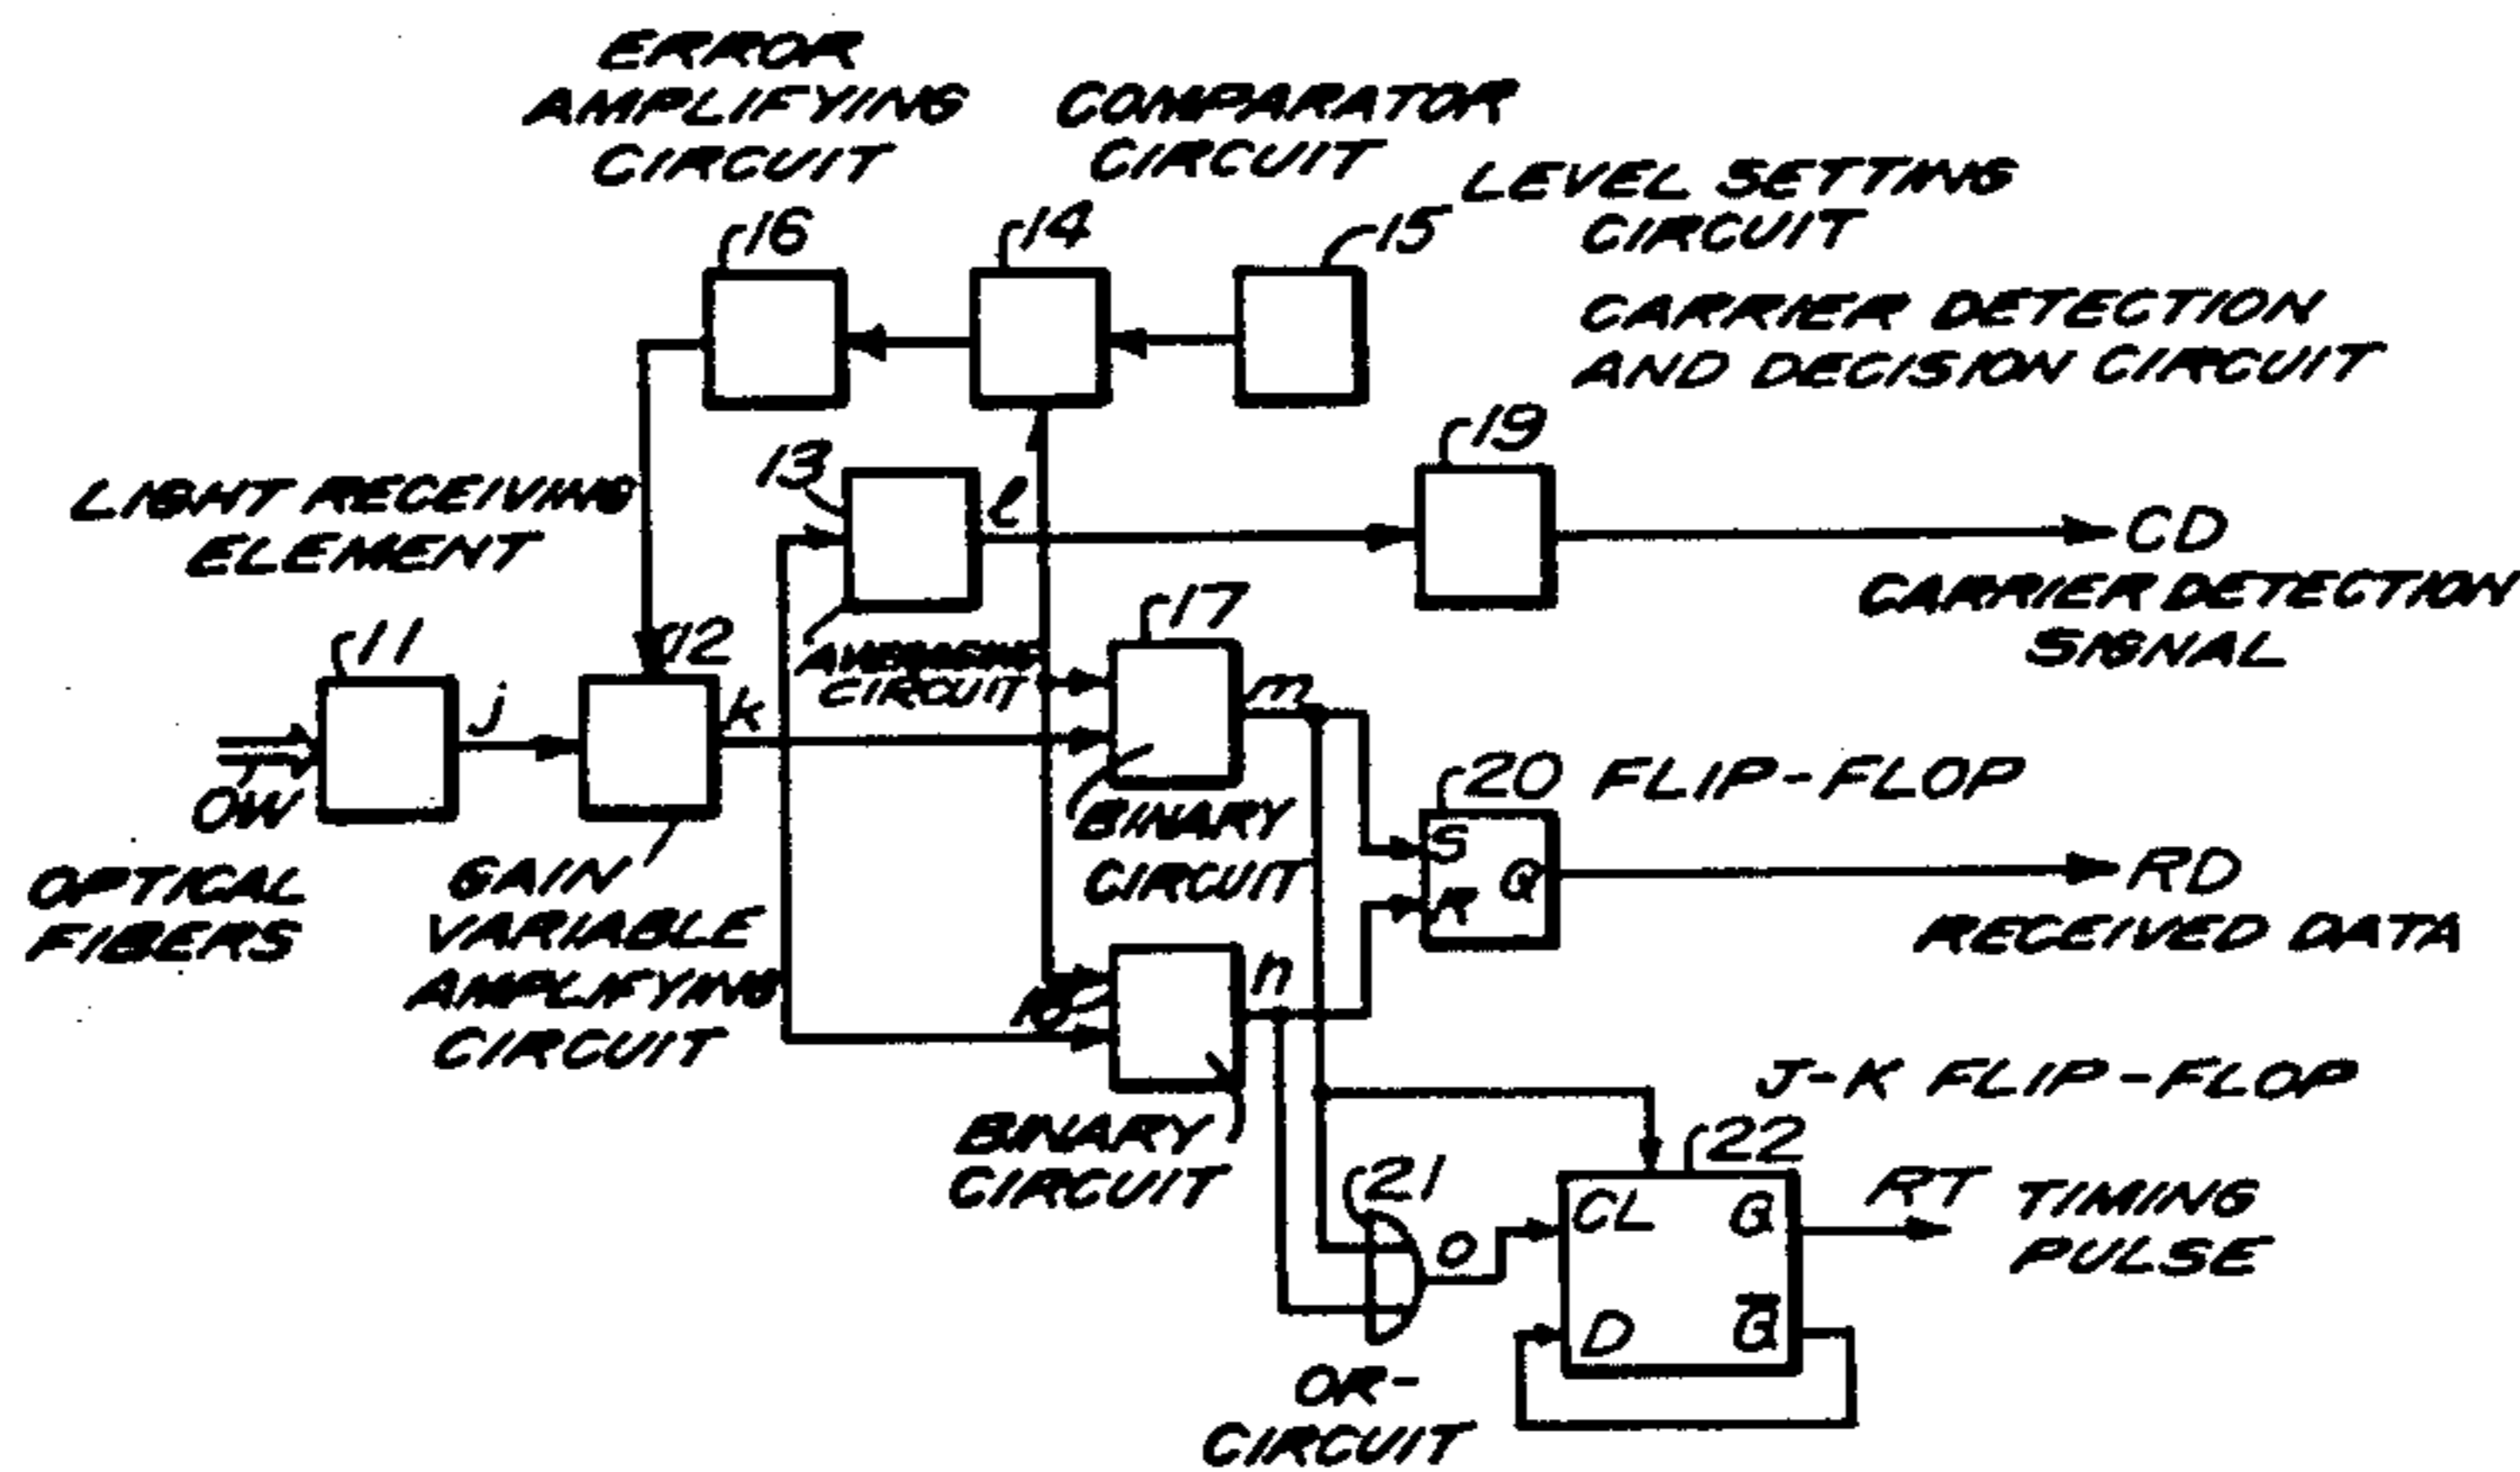 ERROR
AMPLIFYING
CIRCUIT
COMPARATOR
CIRCUIT
LEVEL SETTING
CIRCUIT
16
14
15
CARRIER DETECTION
AND DECISION CIRCUIT
19
13
l
LIGHT RECEIVING
ELEMENT
CD
CARRIER DETECTION
SIGNAL
11
12
17
CIRCUIT
j
k
m
OW
OPTICAL
FIBERS
GAIN
VARIABLE
AMPLIFYING
CIRCUIT
BINARY
CIRCUIT
20 FLIP-FLOP
S
R
Q
RD
RECEIVED DATA
n
BINARY
CIRCUIT
J-K FLIP-FLOP
22
21
o
CL
Q
D
Q̅
RT TIMING
PULSE
OR-
CIRCUIT